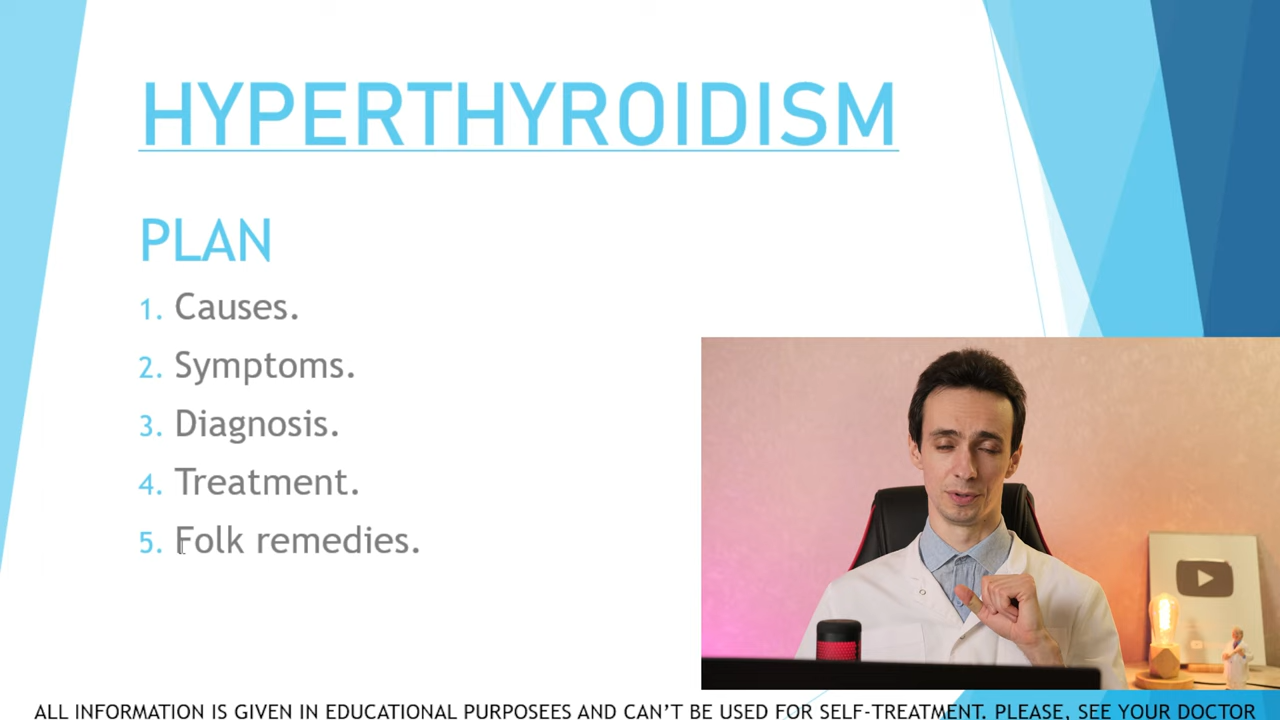 HYPERTHYROIDISM
PLAN
1. Causes.
2. Symptoms.
3. Diagnosis.
4. Treatment.
5. Folk remedies.
ALL INFORMATION IS GIVEN IN EDUCATIONAL PURPOSEES AND CAN’T BE USED FOR SELF-TREATMENT. PLEASE, SEE YOUR DOCTOR